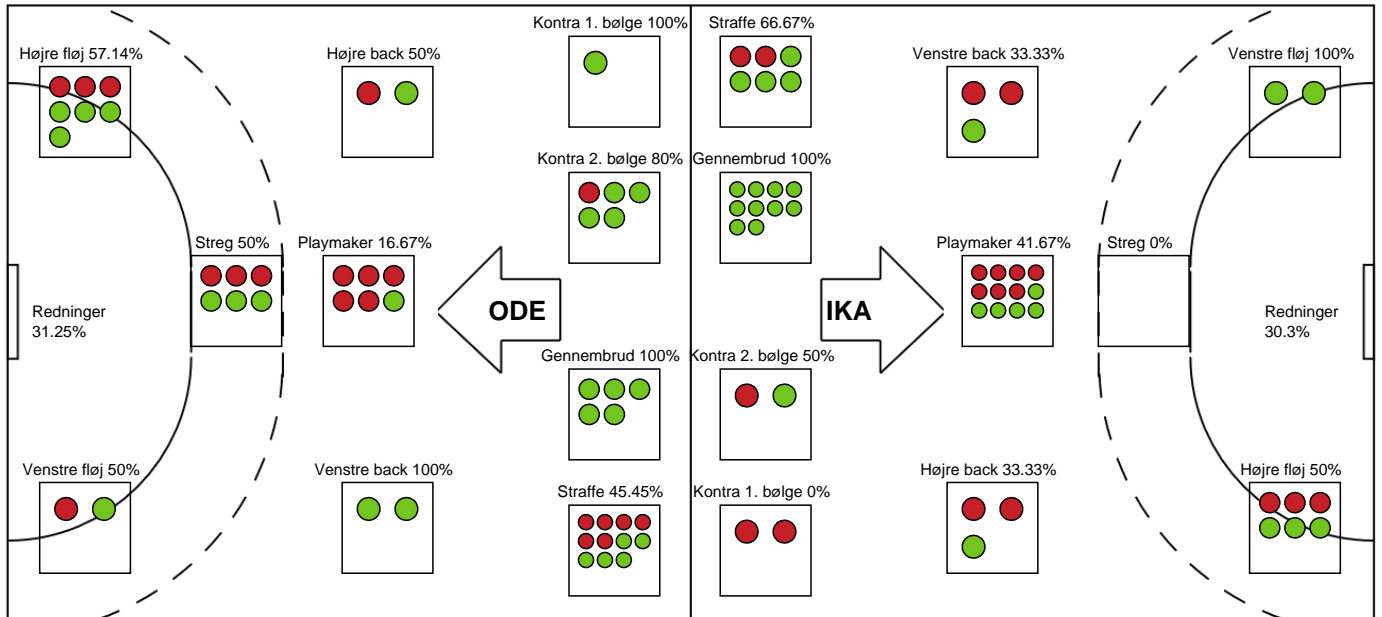 Kontra 1. bølge 100%
Straffe 66.67%
Højre fløj 57.14%
Højre back 50%
Venstre back 33.33%
Venstre fløj 100%
Kontra 2. bølge 80%
Gennembrud 100%
Streg 50%
Playmaker 16.67%
Playmaker 41.67%
Streg 0%
Redninger
31.25%
ODE
IKA
Redninger
30.3%
Gennembrud 100%
Kontra 2. bølge 50%
Venstre fløj 50%
Venstre back 100%
Højre back 33.33%
Højre fløj 50%
Straffe 45.45%
Kontra 1. bølge 0%